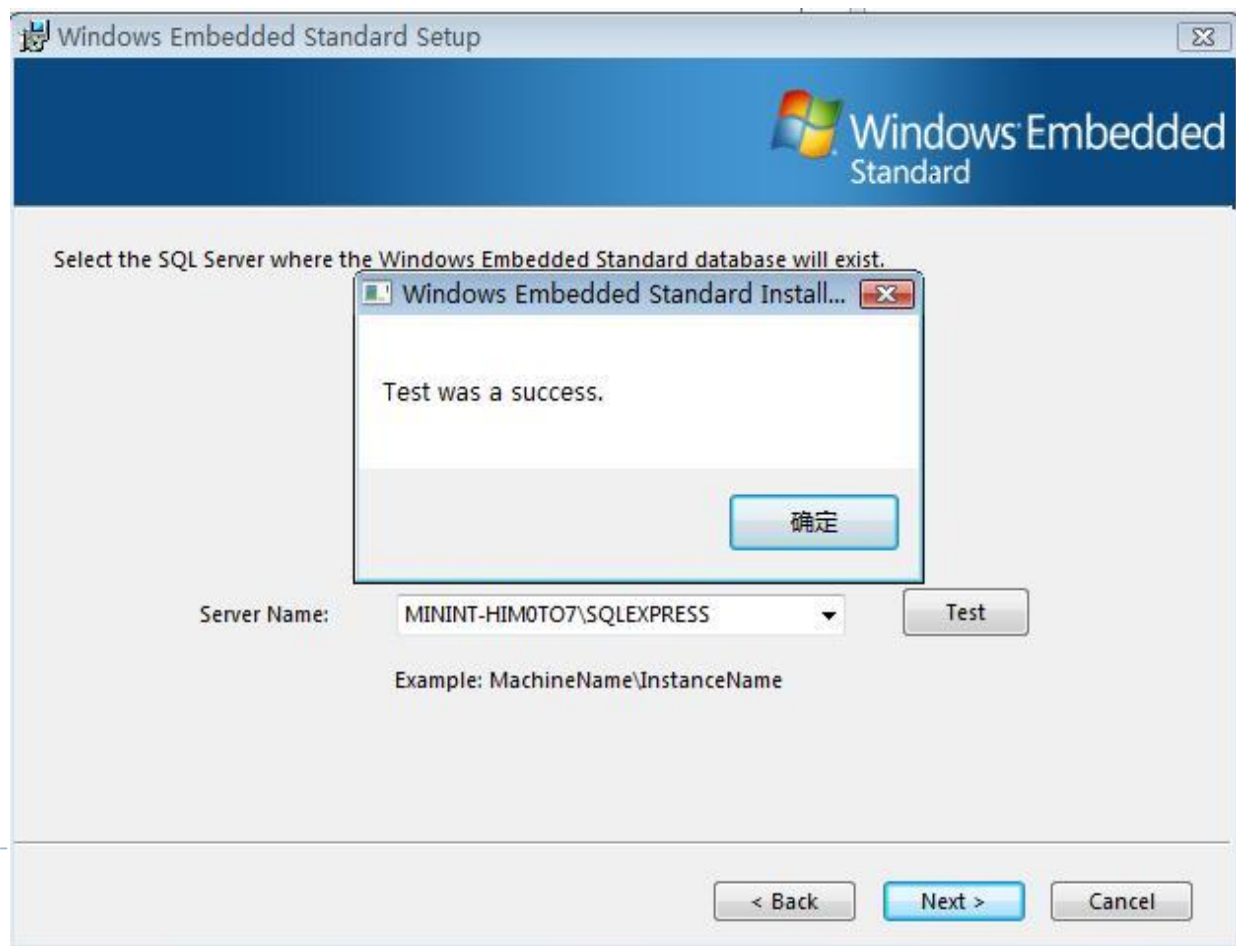 Windows Embedded Standard Setup
Windows Embedded
Standard
Select the SQL Server where the Windows Embedded Standard database will exist.
Windows Embedded Standard Install...
Test was a success.
确定
Server Name:
MININT-HIM0TO7\SQLEXPRESS
Test
Example: MachineName\InstanceName
< Back
Next >
Cancel